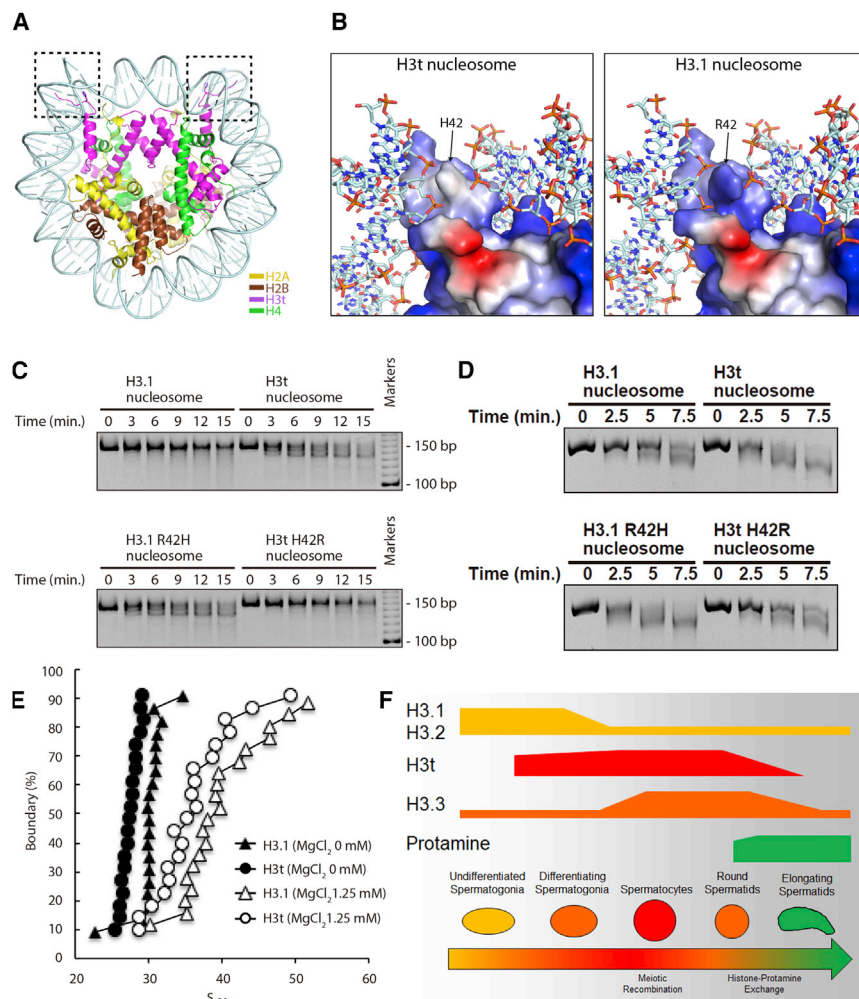 A
H2A
H2B
H3t
H4
B
H3t nucleosome
H42
H3.1 nucleosome
R42
C
H3.1
nucleosome
H3t
nucleosome
Markers
Time (min.)
0 3 6 9 12 15 0 3 6 9 12 15
- 150 bp
- 100 bp
H3.1 R42H
nucleosome
H3t H42R
nucleosome
Markers
Time (min.)
0 3 6 9 12 15 0 3 6 9 12 15
- 150 bp
- 100 bp
D
H3.1
nucleosome
H3t
nucleosome
Time (min.)
0 2.5 5 7.5 0 2.5 5 7.5
H3.1 R42H
nucleosome
H3t H42R
nucleosome
Time (min.)
0 2.5 5 7.5 0 2.5 5 7.5
E
Boundary (%)
100
90
80
70
60
50
40
30
20
10
0
20 30 40 50 60
H3.1 (MgCl2 0 mM)
H3t (MgCl2 0 mM)
H3.1 (MgCl2 1.25 mM)
H3t (MgCl2 1.25 mM)
F
H3.1
H3.2
H3t
H3.3
Protamine
Undifferentiated
Spermatogonia
Differentiating
Spermatogonia
Spermatocytes
Round
Spermatids
Elongating
Spermatids
Meiotic
Recombination
Histone-Protamine
Exchange